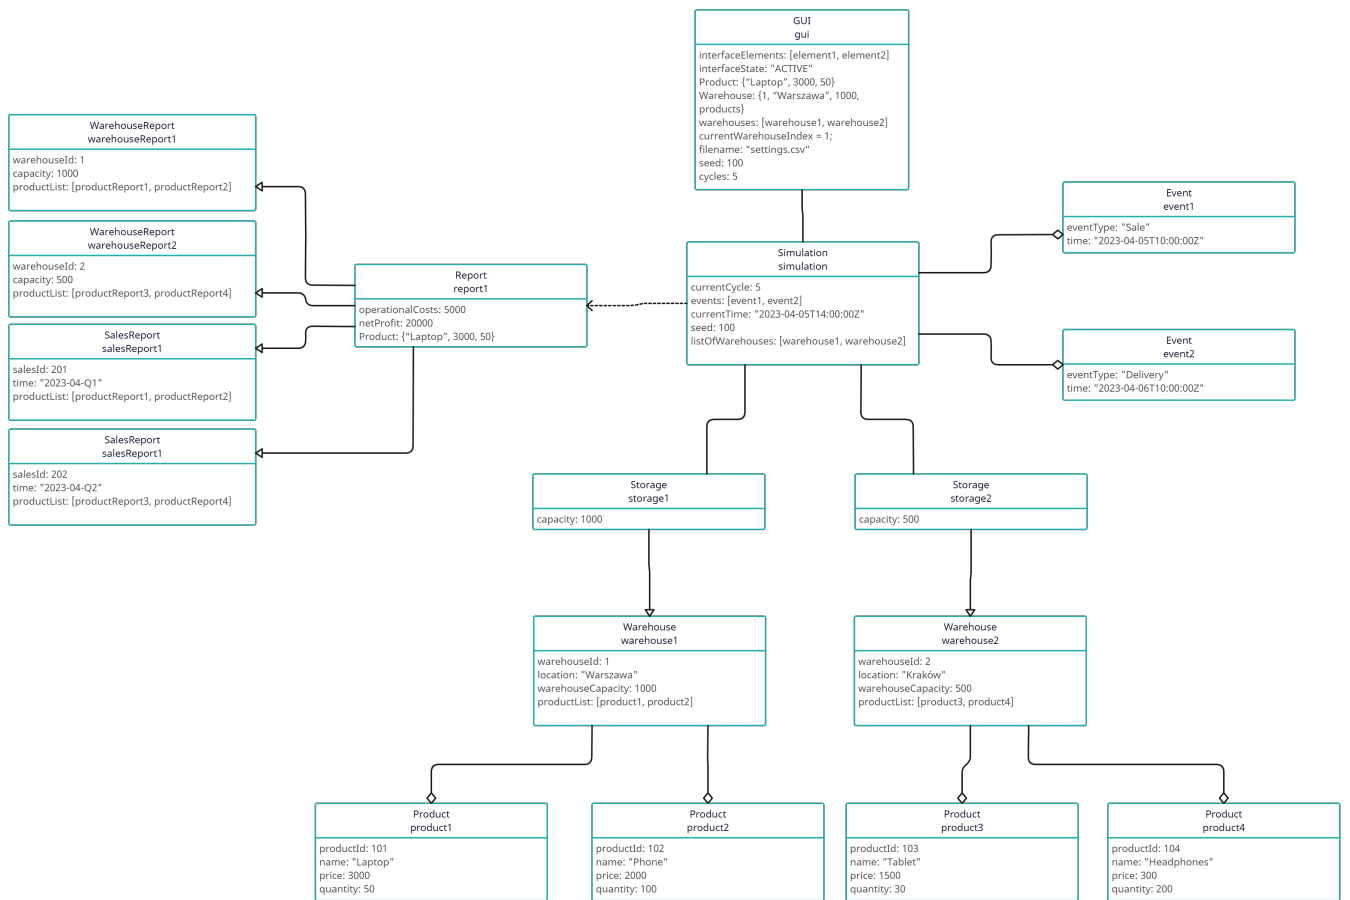 GUI
gui
interfaceElements: [element1, element2]
interfaceState: "ACTIVE"
Product: {“Laptop”, 3000, 50}
Warehouse: {1, “Warszawa”, 1000,
products}
warehouses: [warehouse1, warehouse2]
currentWarehouseIndex = 1;
filename: “settings.csv”
seed: 100
cycles: 5
WarehouseReport
warehouseReport1
warehouseId: 1
capacity: 1000
productList: [productReport1, productReport2]
WarehouseReport
warehouseReport2
warehouseId: 2
capacity: 500
productList: [productReport3, productReport4]
SalesReport
salesReport1
salesId: 201
time: "2023-04-Q1"
productList: [productReport1, productReport2]
SalesReport
salesReport1
salesId: 202
time: "2023-04-Q2"
productList: [productReport3, productReport4]
Report
report1
operationalCosts: 5000
netProfit: 20000
Product: {“Laptop”, 3000, 50}
Simulation
simulation
currentCycle: 5
events: [event1, event2]
currentTime: "2023-04-05T14:00:00Z"
seed: 100
listOfWarehouses: [warehouse1, warehouse2]
Event
event1
eventType: "Sale"
time: "2023-04-05T10:00:00Z"
Event
event2
eventType: "Delivery"
time: "2023-04-06T10:00:00Z"
Storage
storage1
capacity: 1000
Storage
storage2
capacity: 500
Warehouse
warehouse1
warehouseId: 1
location: "Warszawa"
warehouseCapacity: 1000
productList: [product1, product2]
Warehouse
warehouse2
warehouseId: 2
location: "Kraków"
warehouseCapacity: 500
productList: [product3, product4]
Product
product1
productId: 101
name: "Laptop"
price: 3000
quantity: 50
Product
product2
productId: 102
name: "Phone"
price: 2000
quantity: 100
Product
product3
productId: 103
name: "Tablet"
price: 1500
quantity: 30
Product
product4
productId: 104
name: "Headphones"
price: 300
quantity: 200